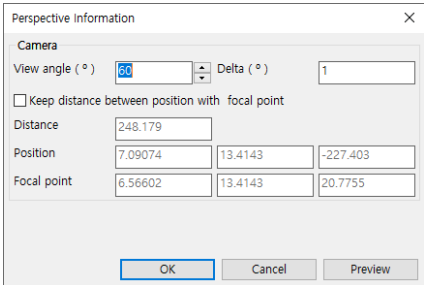 Perspective Information
Camera
View angle ( º ) 60 Delta ( º ) 1
Keep distance between position with focal point
Distance 248.179
Position 7.09074 13.4143 -227.403
Focal point 6.56602 13.4143 20.7755
OK Cancel Preview